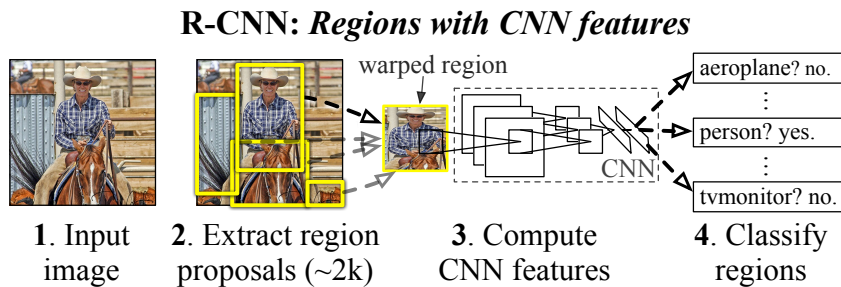 R-CNN: Regions with CNN features
warped region
aeroplane? no.
⋮
person? yes.
⋮
tvmonitor? no.
CNN
1. Input
image
2. Extract region
proposals (~2k)
3. Compute
CNN features
4. Classify
regions